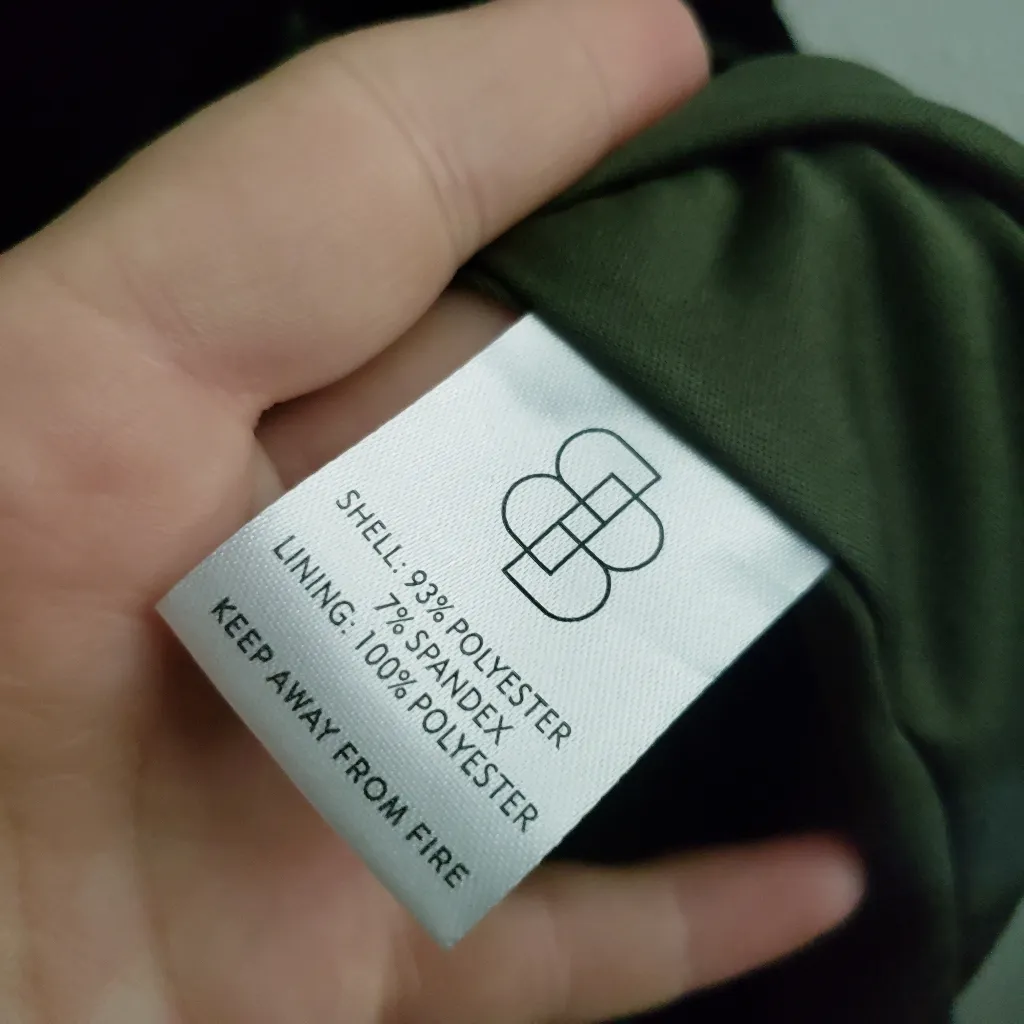 SHELL: 93% POLYESTER
7% SPANDEX
LINING: 100% POLYESTER
KEEP AWAY FROM FIRE